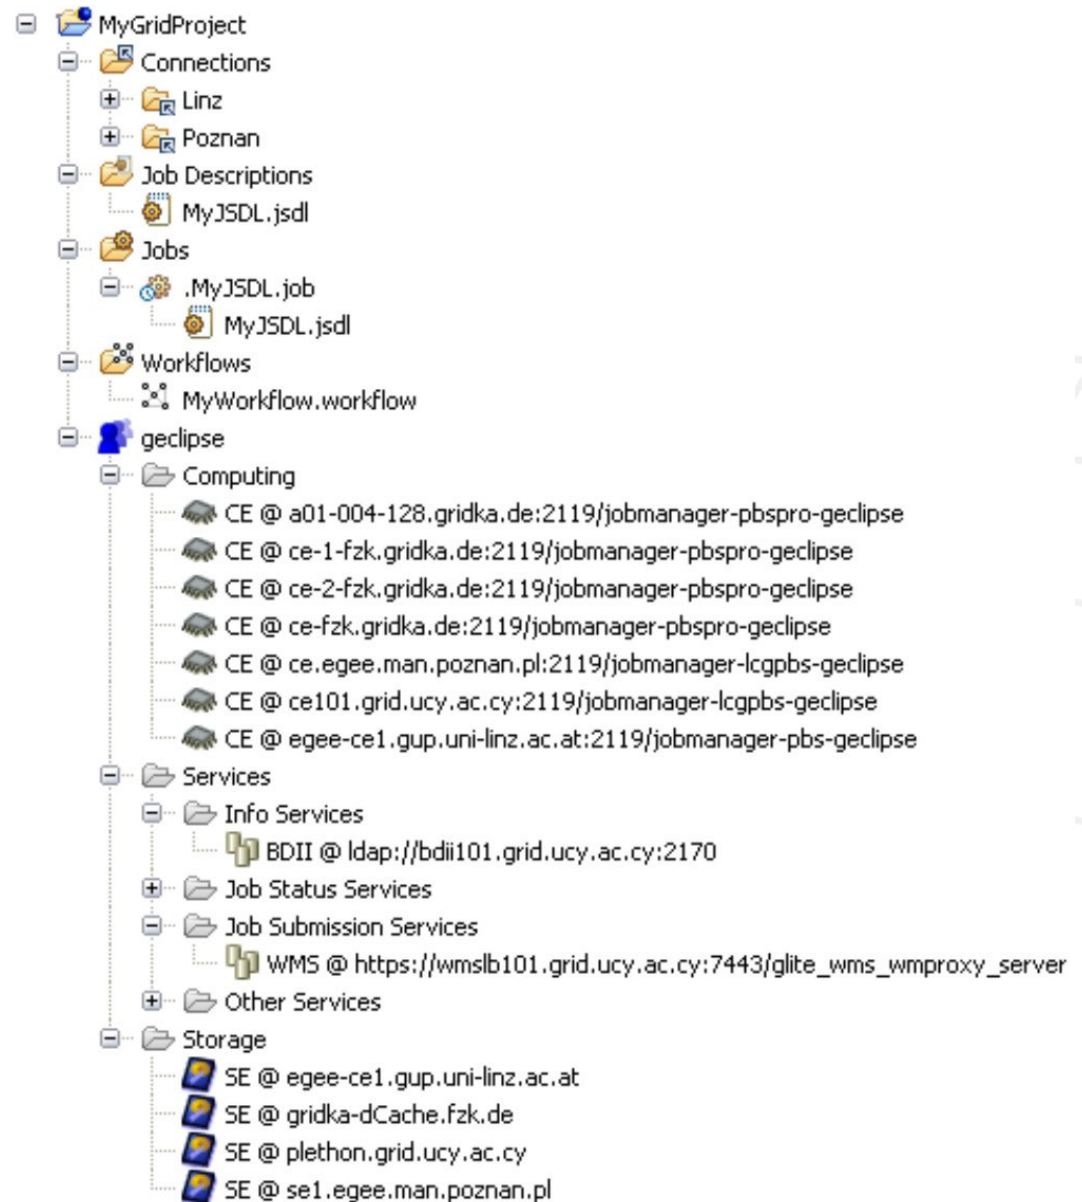 MyGridProject
Connections
Linz
Poznan
Job Descriptions
MyJSDL.jsdl
Jobs
.MyJSDL.job
MyJSDL.jsdl
Workflows
MyWorkflow.workflow
geclipse
Computing
CE @ a01-004-128.gridka.de:2119/jobmanager-pbspro-geclipse
CE @ ce-1-fzk.gridka.de:2119/jobmanager-pbspro-geclipse
CE @ ce-2-fzk.gridka.de:2119/jobmanager-pbspro-geclipse
CE @ ce-fzk.gridka.de:2119/jobmanager-pbspro-geclipse
CE @ ce.egee.man.poznan.pl:2119/jobmanager-lcgpbs-geclipse
CE @ ce101.grid.ucy.ac.cy:2119/jobmanager-lcgpbs-geclipse
CE @ egee-ce1.gup.uni-linz.ac.at:2119/jobmanager-pbs-geclipse
Services
Info Services
BDII @ ldap://bdii101.grid.ucy.ac.cy:2170
Job Status Services
Job Submission Services
WMS @ https://wmslb101.grid.ucy.ac.cy:7443/glite_wms_wmproxy_server
Other Services
Storage
SE @ egee-ce1.gup.uni-linz.ac.at
SE @ gridka-dCache.fzk.de
SE @ plethon.grid.ucy.ac.cy
SE @ se1.egee.man.poznan.pl